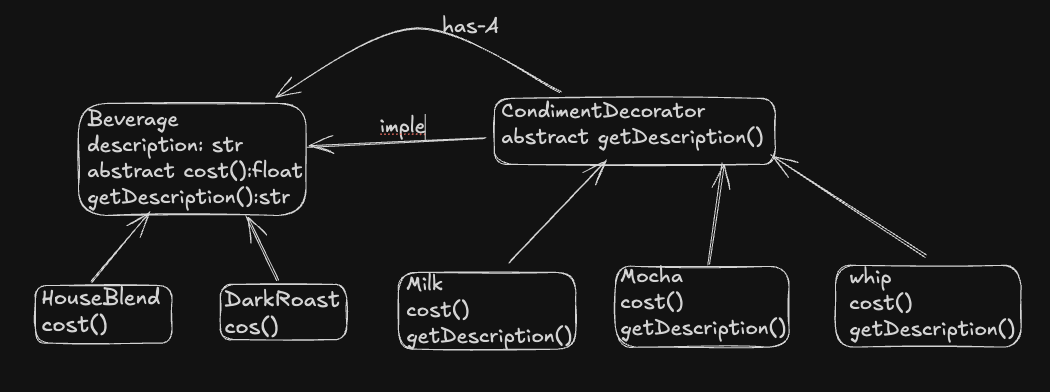 has-A
Beverage
description: str
abstract cost():float
getDescription():str
imple
CondimentDecorator
abstract getDescription()
HouseBlend
cost()
DarkRoast
cos()
Milk
cost()
getDescription()
Mocha
cost()
getDescription()
whip
cost()
getDescription()